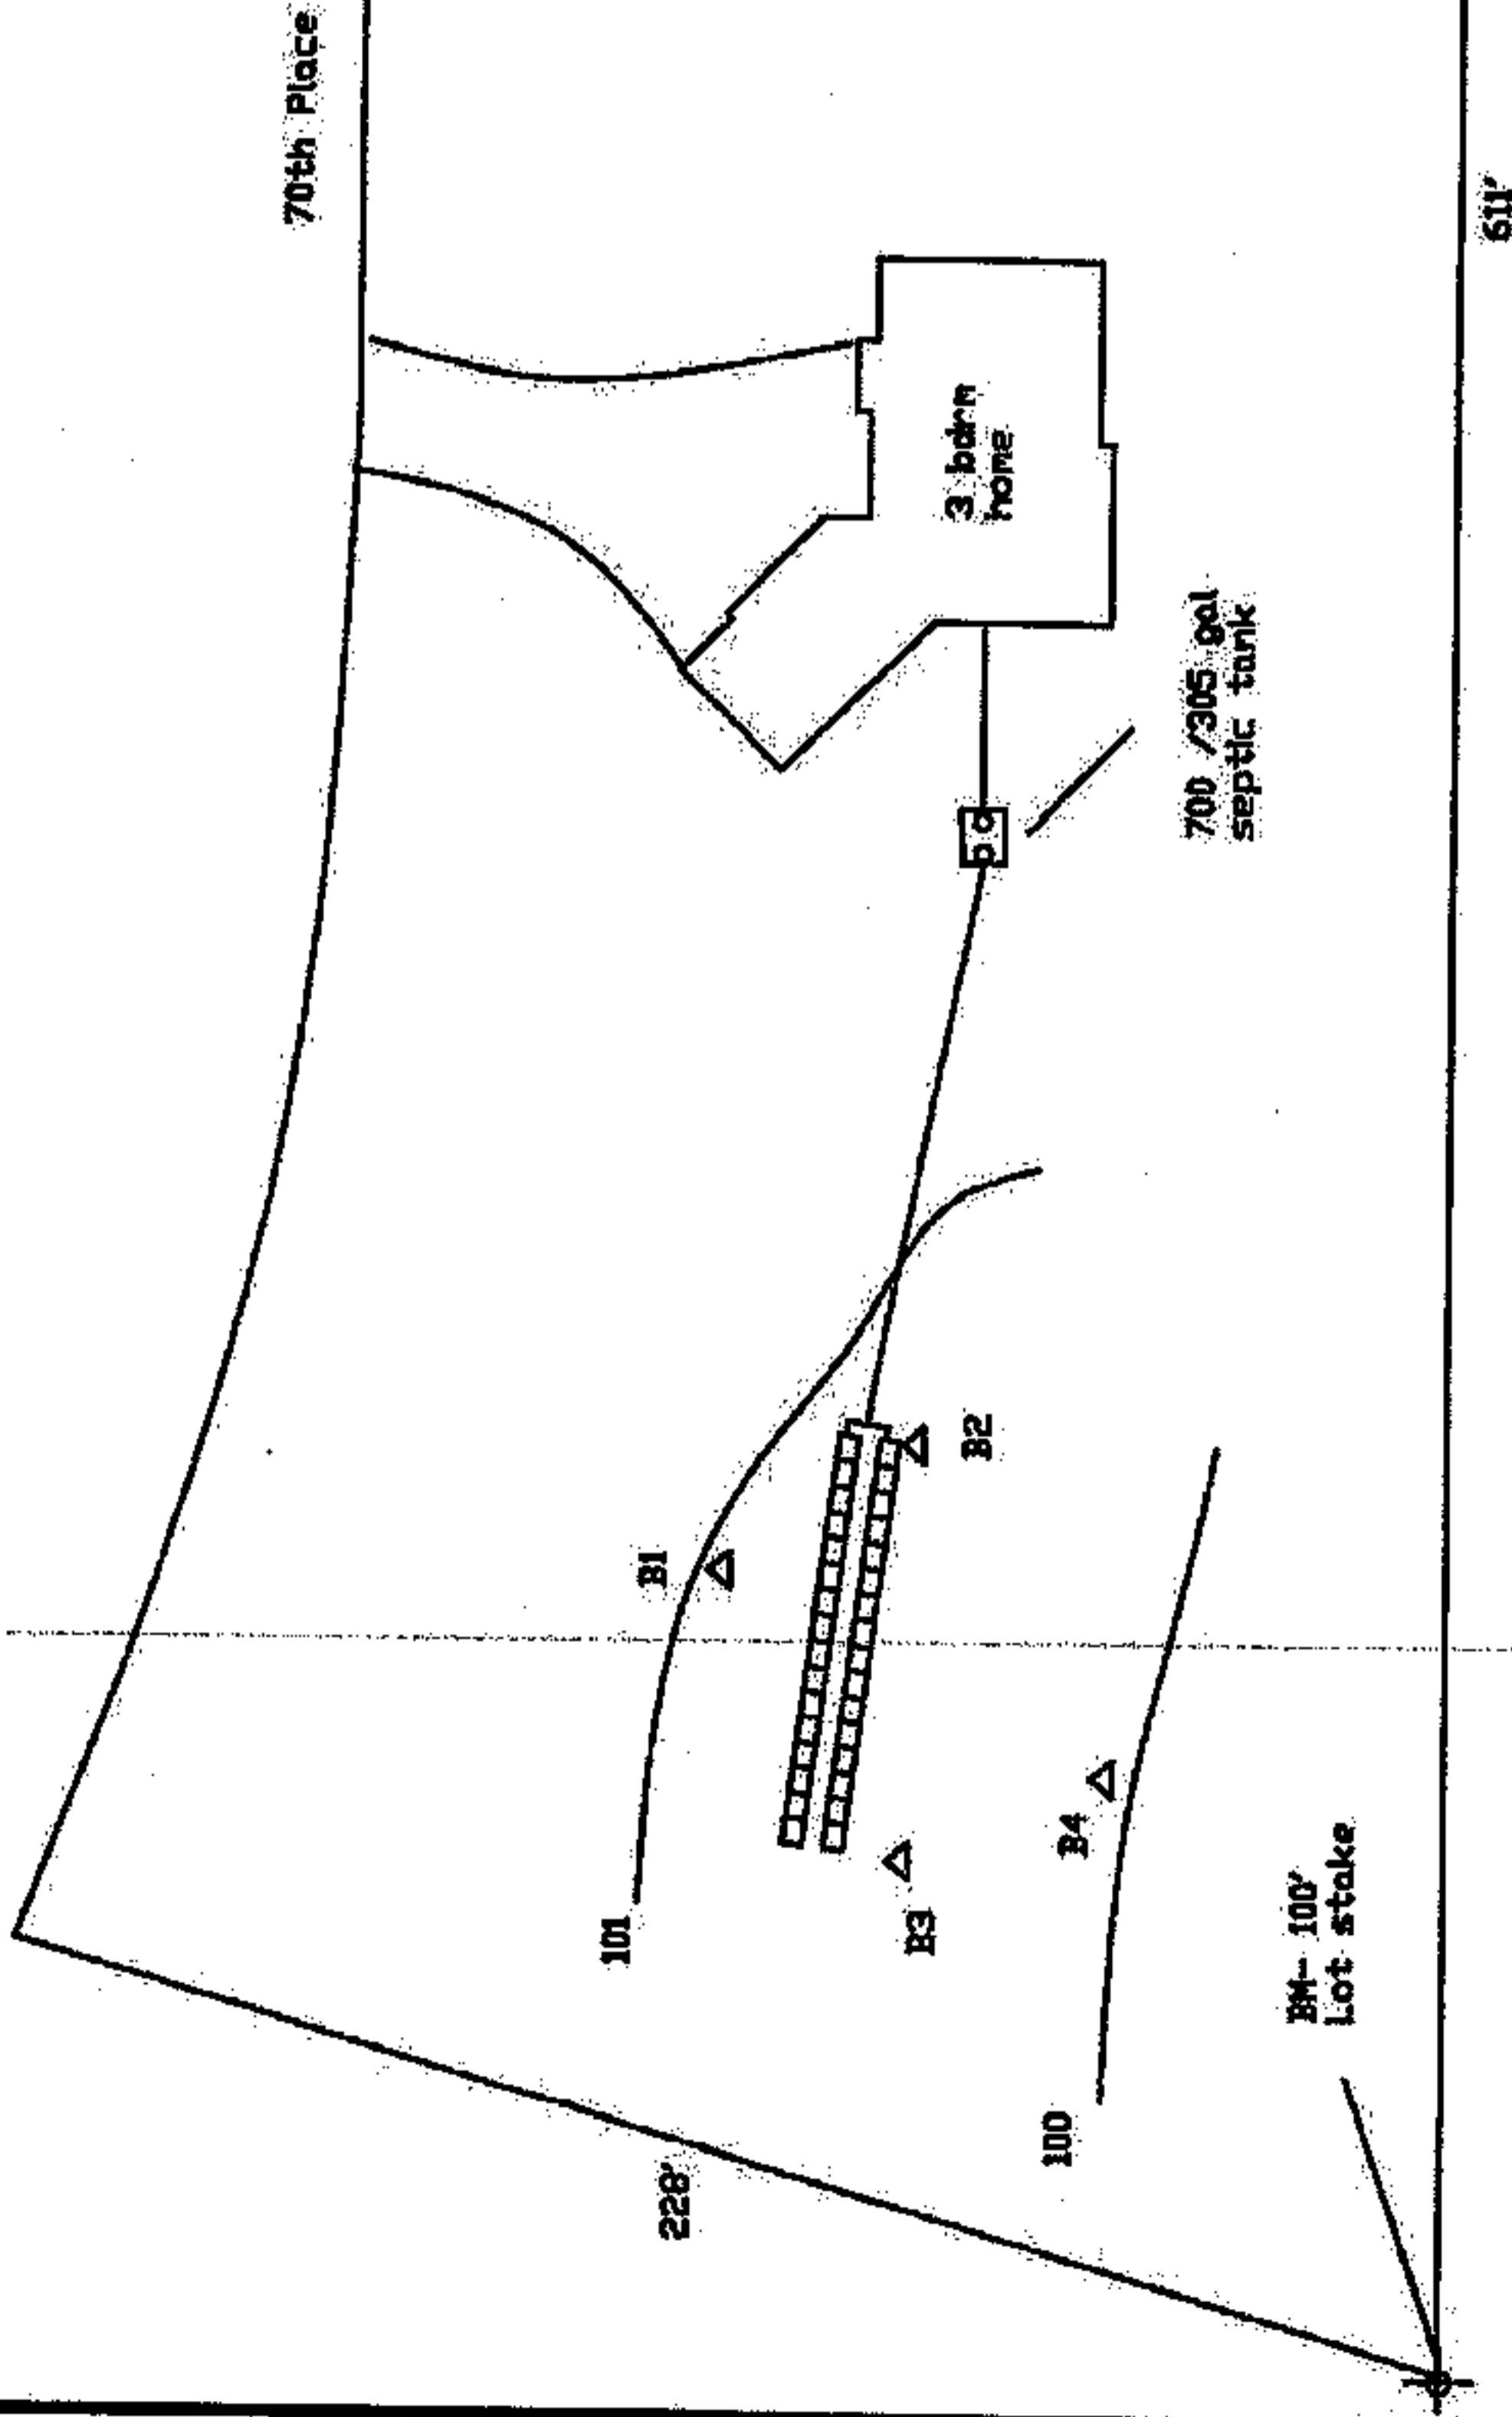 70th Place
3 bdrm
home
700 /305 gal
septic tank
611'
B1
B2
B3
B4
101
100
BM- 100'
Lot stake
228'